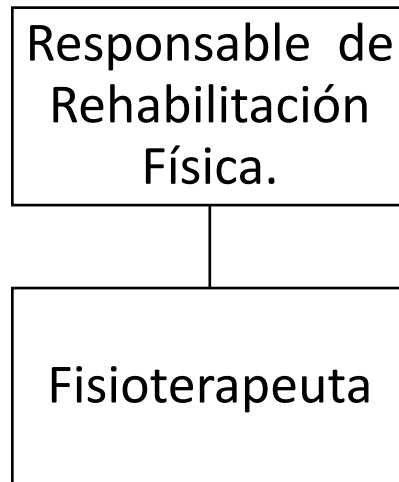 Responsable de
Rehabilitación
Física.
Fisioterapeuta